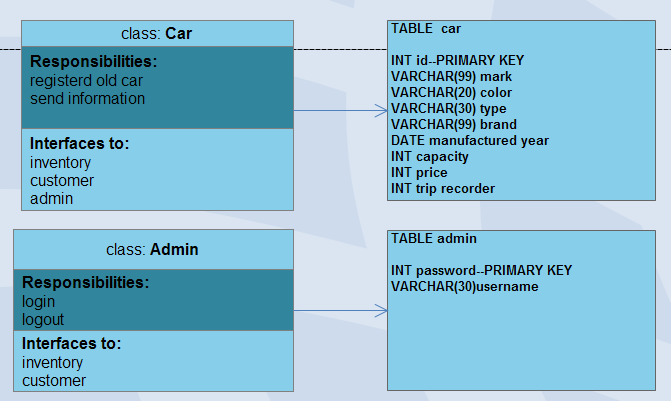 class: Car
Responsibilities:
registerd old car
send information
Interfaces to:
inventory
customer
admin
TABLE car
INT id--PRIMARY KEY
VARCHAR(99) mark
VARCHAR(20) color
VARCHAR(30) type
VARCHAR(99) brand
DATE manufactured year
INT capacity
INT price
INT trip recorder
class: Admin
Responsibilities:
login
logout
Interfaces to:
inventory
customer
TABLE admin
INT password--PRIMARY KEY
VARCHAR(30)username